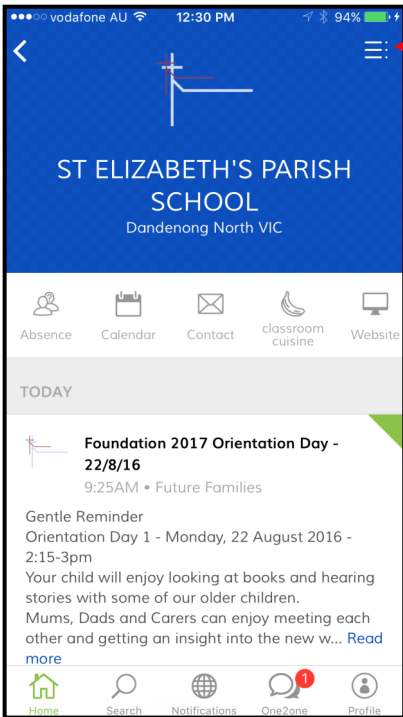 vodafone AU 12:30 PM 94%
ST ELIZABETH'S PARISH
SCHOOL
Dandenong North VIC
Absence Calendar Contact classroom cuisine Website
TODAY
Foundation 2017 Orientation Day -
22/8/16
9:25AM • Future Families
Gentle Reminder
Orientation Day 1 - Monday, 22 August 2016 -
2:15-3pm
Your child will enjoy looking at books and hearing
stories with some of our older children.
Mums, Dads and Carers can enjoy meeting each
other and getting an insight into the new w... Read
more
1
Home Search Notifications One2one Profile